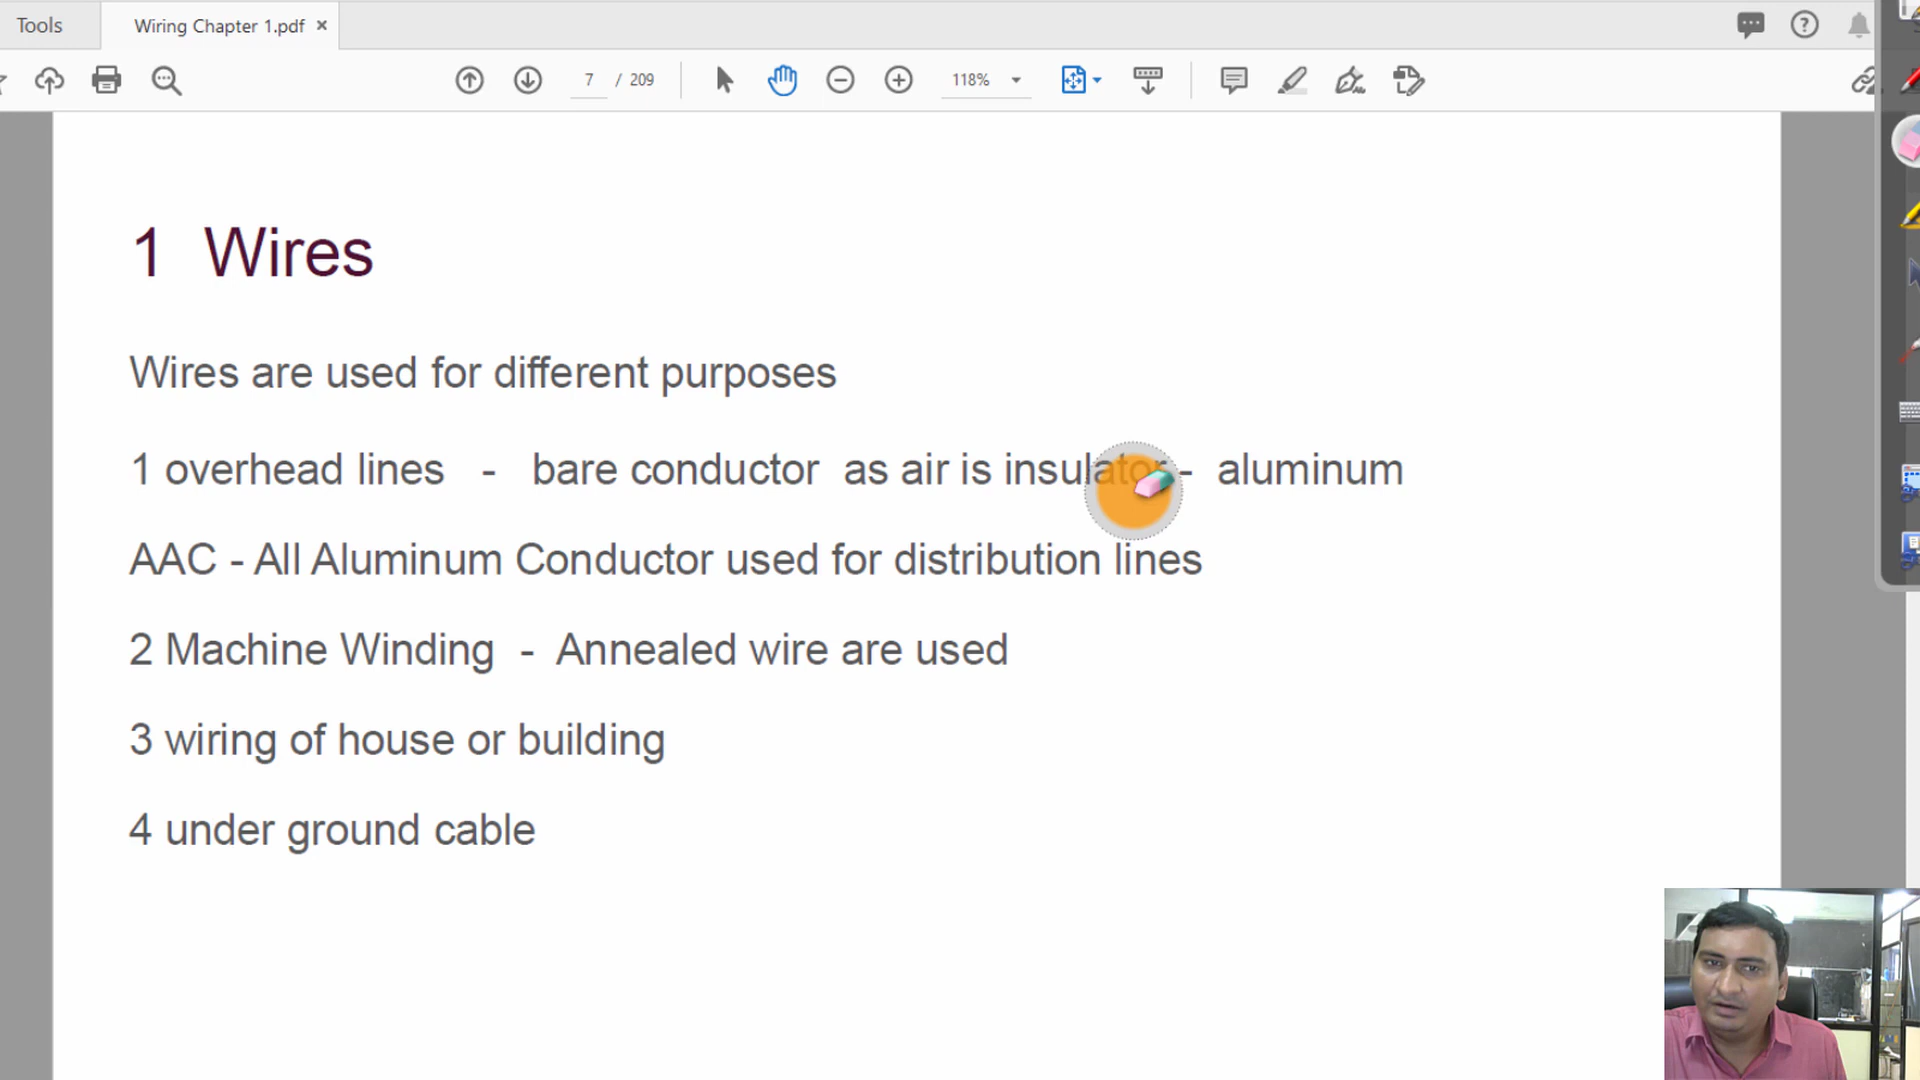 Tools
Wiring Chapter 1.pdf
7 / 209
118%
1 Wires
Wires are used for different purposes
1 overhead lines - bare conductor as air is insulator - aluminum
AAC - All Aluminum Conductor used for distribution lines
2 Machine Winding - Annealed wire are used
3 wiring of house or building
4 under ground cable